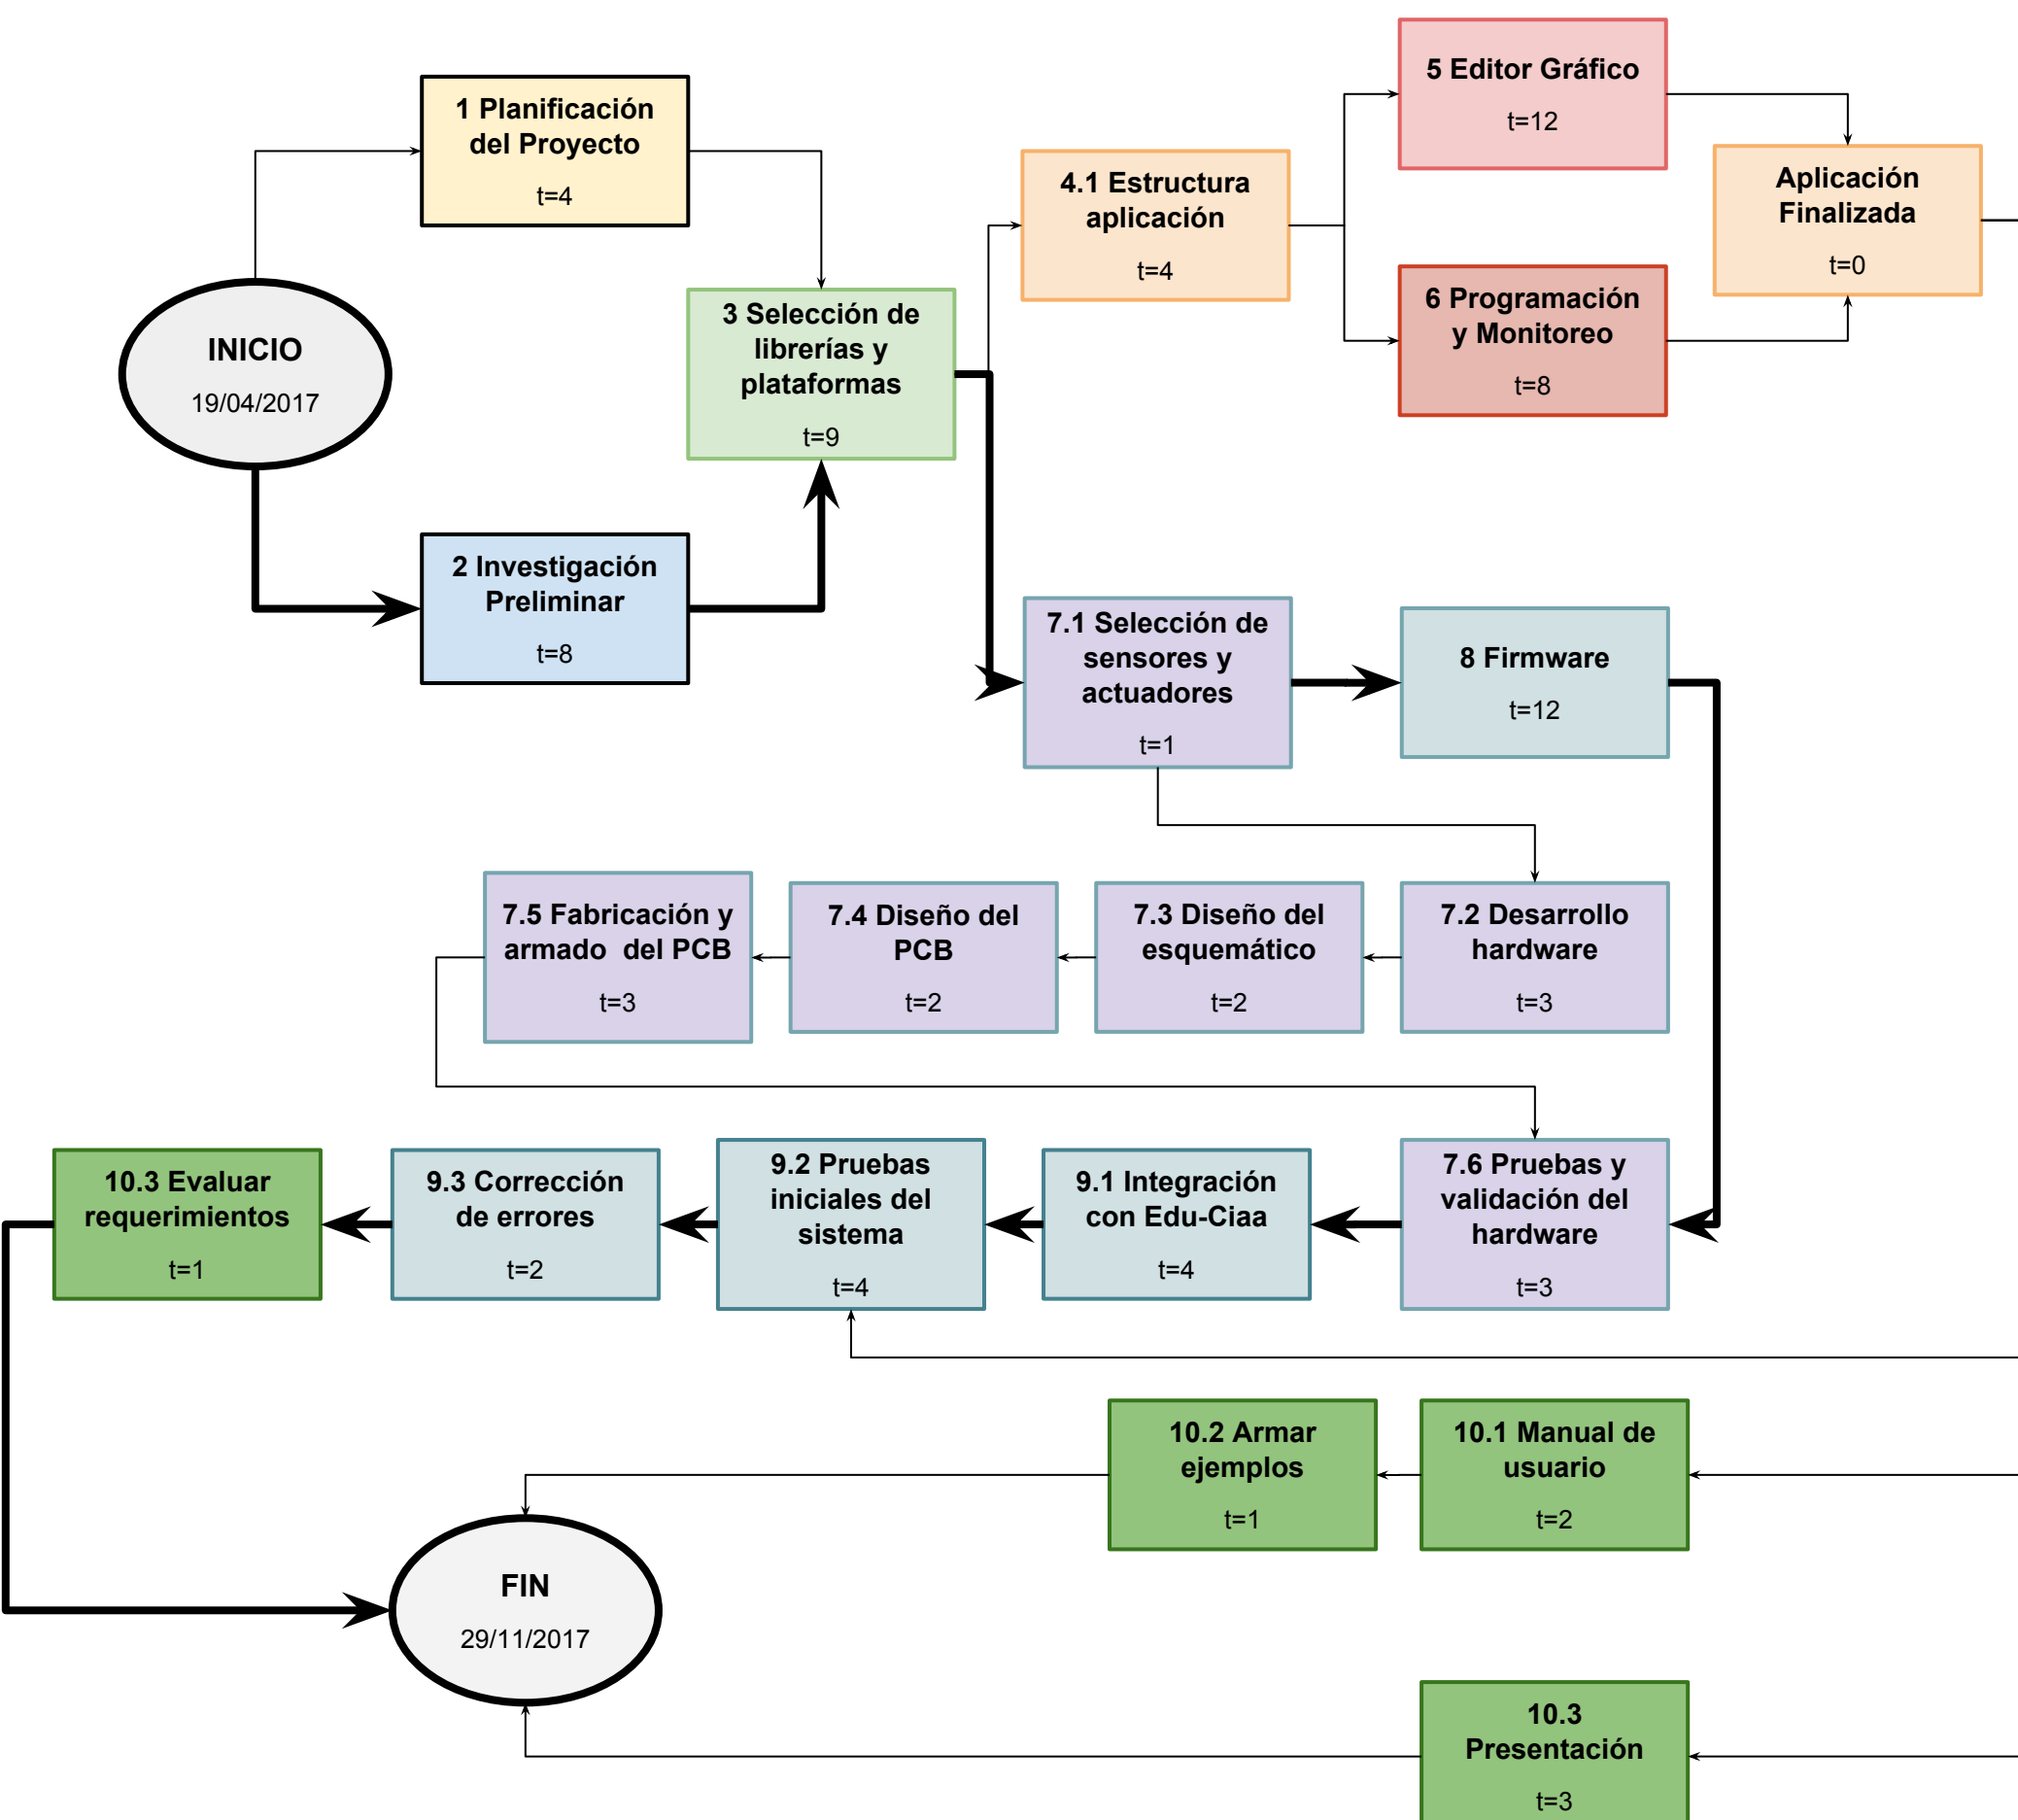 5 Editor Gráfico
t=12
1 Planificación
del Proyecto
t=4
4.1 Estructura
aplicación
t=4
Aplicación
Finalizada
t=0
INICIO
19/04/2017
3 Selección de
librerías y
plataformas
t=9
6 Programación
y Monitoreo
t=8
2 Investigación
Preliminar
t=8
7.1 Selección de
sensores y
actuadores
t=1
8 Firmware
t=12
7.5 Fabricación y
armado  del PCB
t=3
7.4 Diseño del
PCB
t=2
7.3 Diseño del
esquemático
t=2
7.2 Desarrollo
hardware
t=3
10.3 Evaluar
requerimientos
t=1
9.3 Corrección
de errores
t=2
9.2 Pruebas
iniciales del
sistema
t=4
9.1 Integración
con Edu-Ciaa
t=4
7.6 Pruebas y
validación del
hardware
t=3
10.2 Armar
ejemplos
t=1
10.1 Manual de
usuario
t=2
FIN
29/11/2017
10.3
Presentación
t=3